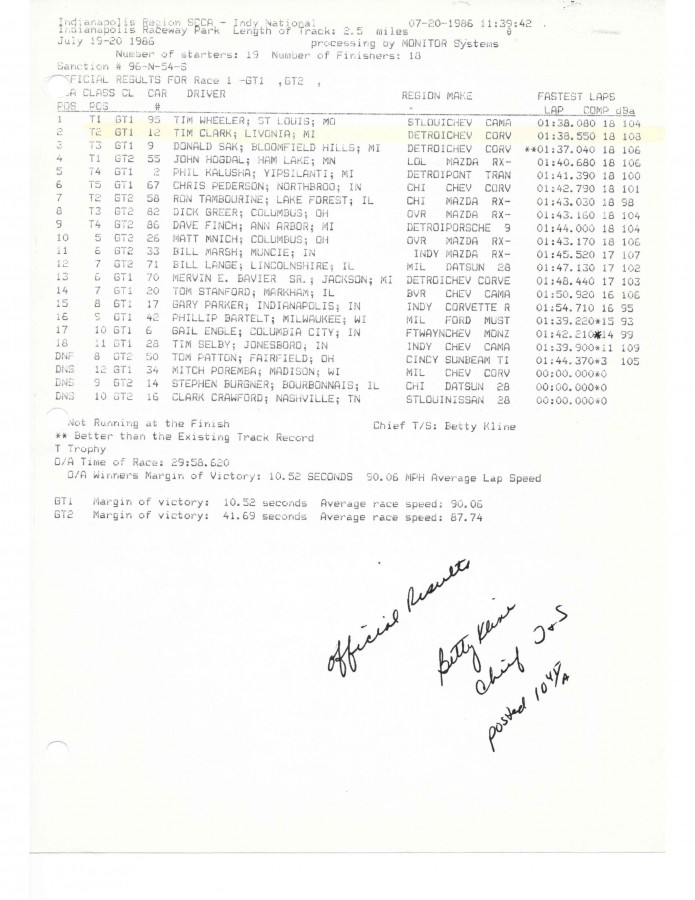 Indianapolis Region SCCA - Indy National 07-20-1986 11:39:42
Indianapolis Raceway Park Length of Track: 2.5 miles
July 19-20 1986 processing by MONITOR Systems
Number of starters: 19 Number of Finishers: 18
Sanction # 96-N-54-S
OFFICIAL RESULTS FOR Race 1 -GT1 ,GT2 ,
CLASS CL CAR DRIVER REGION MAKE FASTEST LAPS
POS POS # - LAP COMP dBa
1 T1 GT1 95 TIM WHEELER; ST LOUIS; MO STLOUICHEV CAMA 01:38.080 18 104
2 T2 GT1 12 TIM CLARK; LIVONIA; MI DETROICHEV CORV 01:38.550 18 108
3 T3 GT1 9 DONALD SAK; BLOOMFIELD HILLS; MI DETROICHEV CORV **01:37.040 18 106
4 T1 GT2 55 JOHN HOGDAL; HAM LAKE; MN LOL MAZDA RX- 01:40.680 18 106
5 T4 GT1 2 PHIL KALUSHA; YIPSILANTI; MI DETROIPONT TRAN 01:41.390 18 100
6 T5 GT1 67 CHRIS PEDERSON; NORTHBROO; IN CHI CHEV CORV 01:42.790 18 101
7 T2 GT2 58 RON TAMBOURINE; LAKE FOREST; IL CHI MAZDA RX- 01:43.030 18 98
8 T3 GT2 82 DICK GREER; COLUMBUS; OH OVR MAZDA RX- 01:43.160 18 104
9 T4 GT2 86 DAVE FINCH; ANN ARBOR; MI DETROIPORSCHE 9 01:44.000 18 104
10 5 GT2 26 MATT MNICH; COLUMBUS; OH OVR MAZDA RX- 01:43.170 18 106
11 6 GT2 33 BILL MARSH; MUNCIE; IN INDY MAZDA RX- 01:45.520 17 107
12 7 GT2 71 BILL LANGE; LINCOLNSHIRE; IL MIL DATSUN 28 01:47.130 17 102
13 6 GT1 70 MERVIN E. BAVIER SR.; JACKSON; MI DETROICHEV CORVE 01:48.440 17 103
14 7 GT1 20 TOM STANFORD; MARKHAM; IL BVR CHEV CAMA 01:50.920 16 106
15 8 GT1 17 GARY PARKER; INDIANAPOLIS; IN INDY CORVETTE R 01:54.710 16 95
16 9 GT1 42 PHILLIP BARTELT; MILWAUKEE; WI MIL FORD MUST 01:39.220*15 93
17 10 GT1 6 GAIL ENGLE; COLUMBIA CITY; IN FTWAYNCHEV MONZ 01:42.210*14 99
18 11 GT1 28 TIM SELBY; JONESBORO; IN INDY CHEV CAMA 01:39.900*11 109
DNF 8 GT2 50 TOM PATTON; FAIRFIELD; OH CINCY SUNBEAM TI 01:44.370*3 105
DNS 12 GT1 34 MITCH POREMBA; MADISON; WI MIL CHEV CORV 00:00.000*0
DNS 9 GT2 14 STEPHEN BURGNER; BOURBONNAIS; IL CHI DATSUN 28 00:00.000*0
DNS 10 GT2 16 CLARK CRAWFORD; NASHVILLE; TN STLOUINISSAN 28 00:00.000*0
Not Running at the Finish Chief T/S: Betty Kline
** Better than the Existing Track Record
T Trophy
O/A Time of Race: 29:58.620
O/A Winners Margin of Victory: 10.52 SECONDS 90.06 MPH Average Lap Speed
GT1 Margin of victory: 10.52 seconds Average race speed: 90.06
GT2 Margin of victory: 41.69 seconds Average race speed: 87.74
Official Results
Betty Kline
Chief T&S
posted